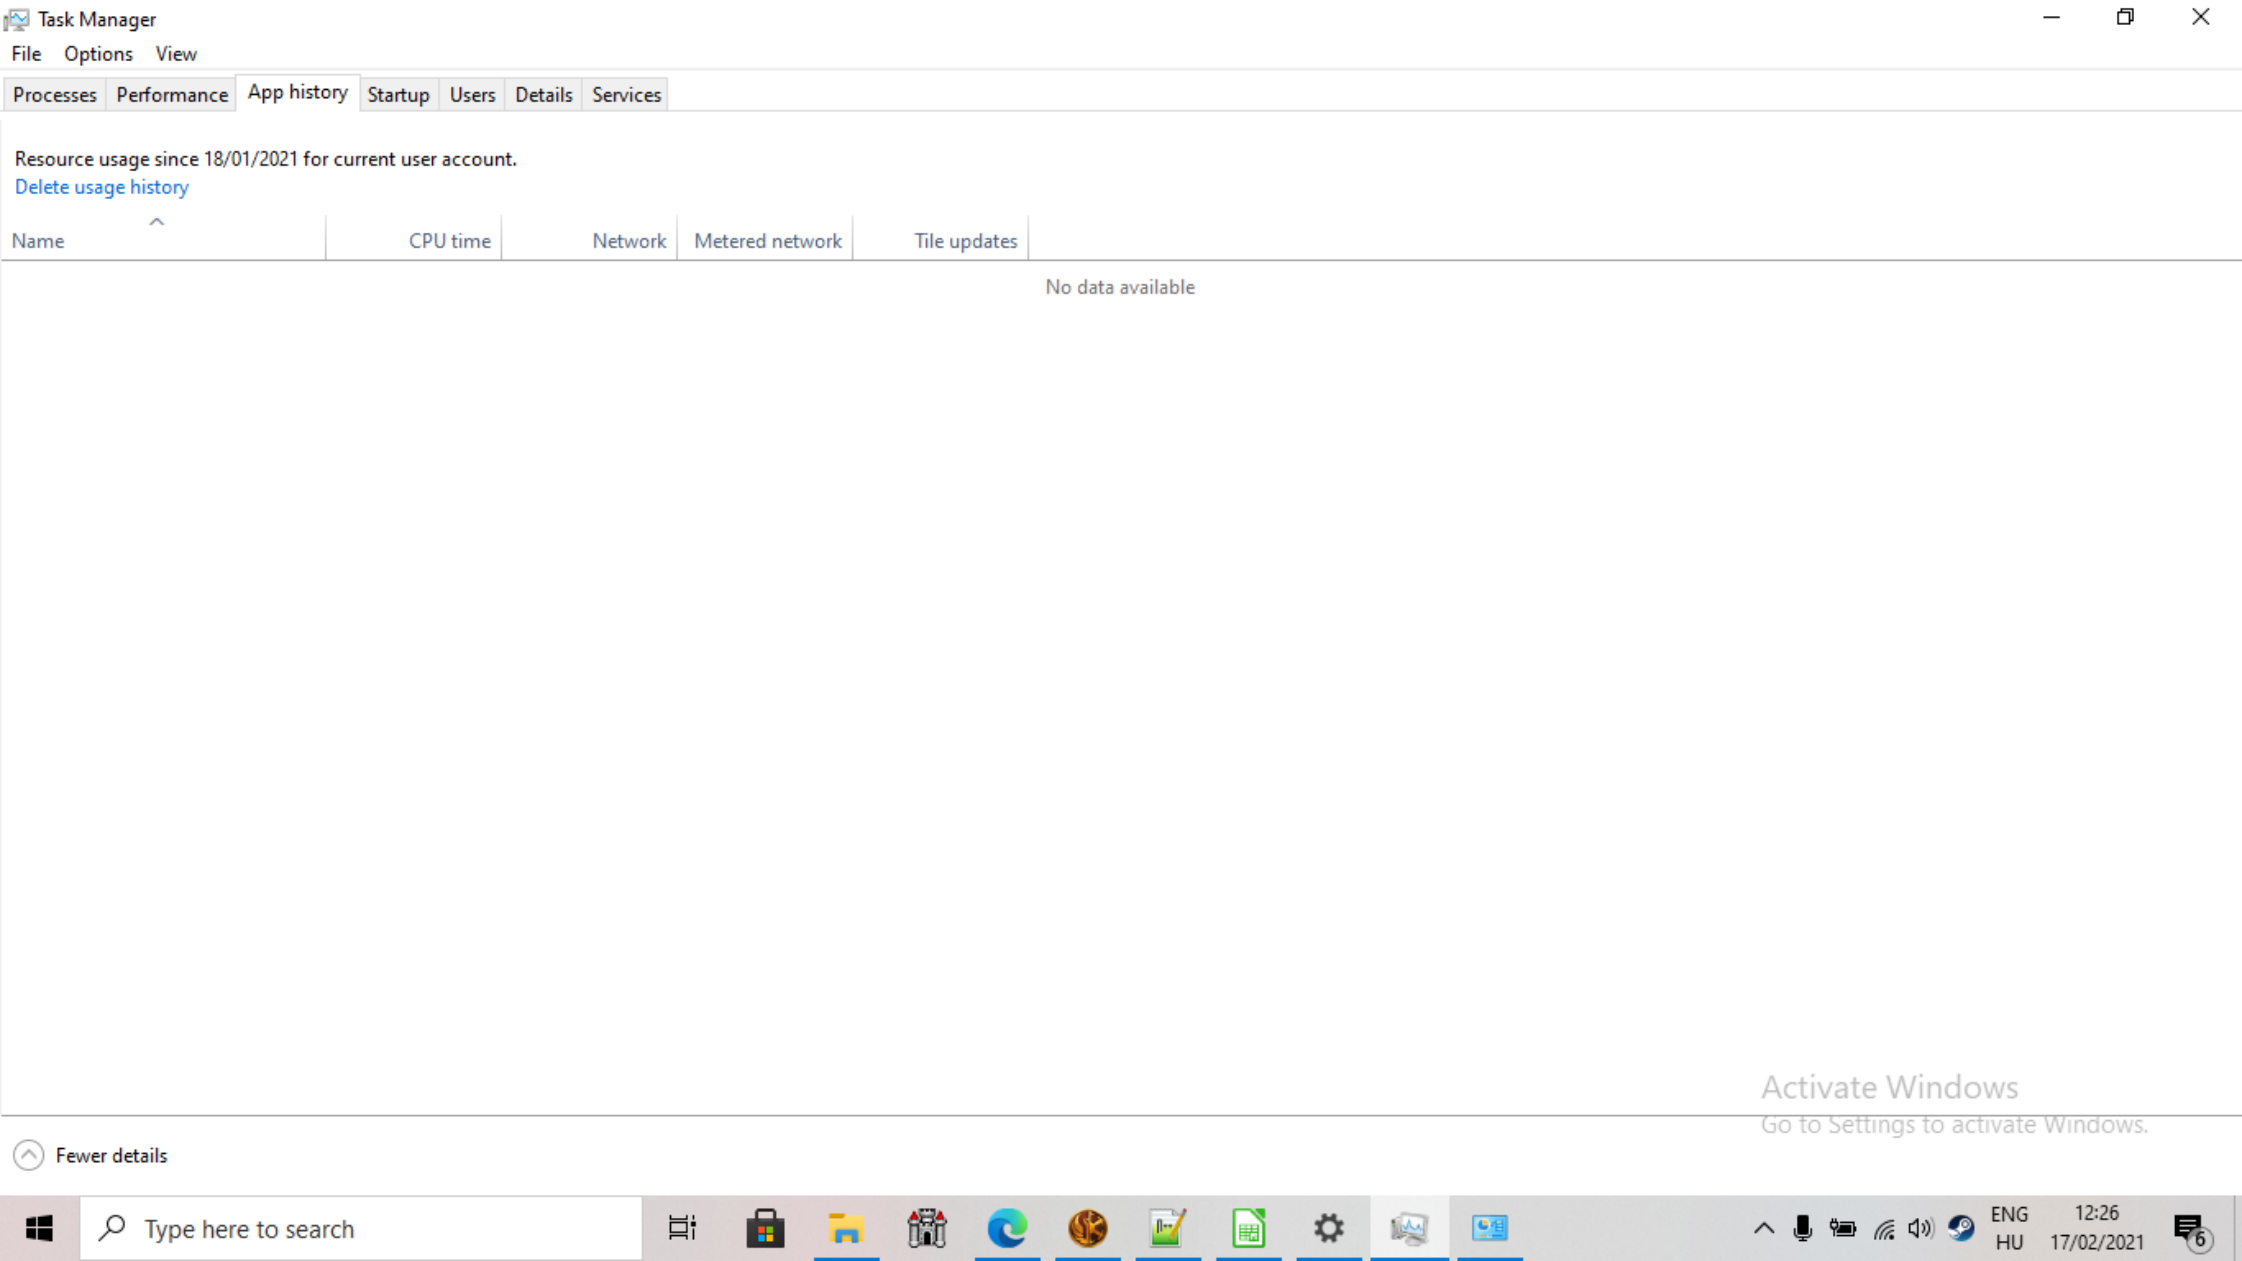 Task Manager
File Options View
Processes Performance App history Startup Users Details Services
Resource usage since 18/01/2021 for current user account.
Delete usage history
Name CPU time Network Metered network Tile updates
No data available
Activate Windows
Go to Settings to activate Windows.
Fewer details
Type here to search
ENG
HU
12:26
17/02/2021
6